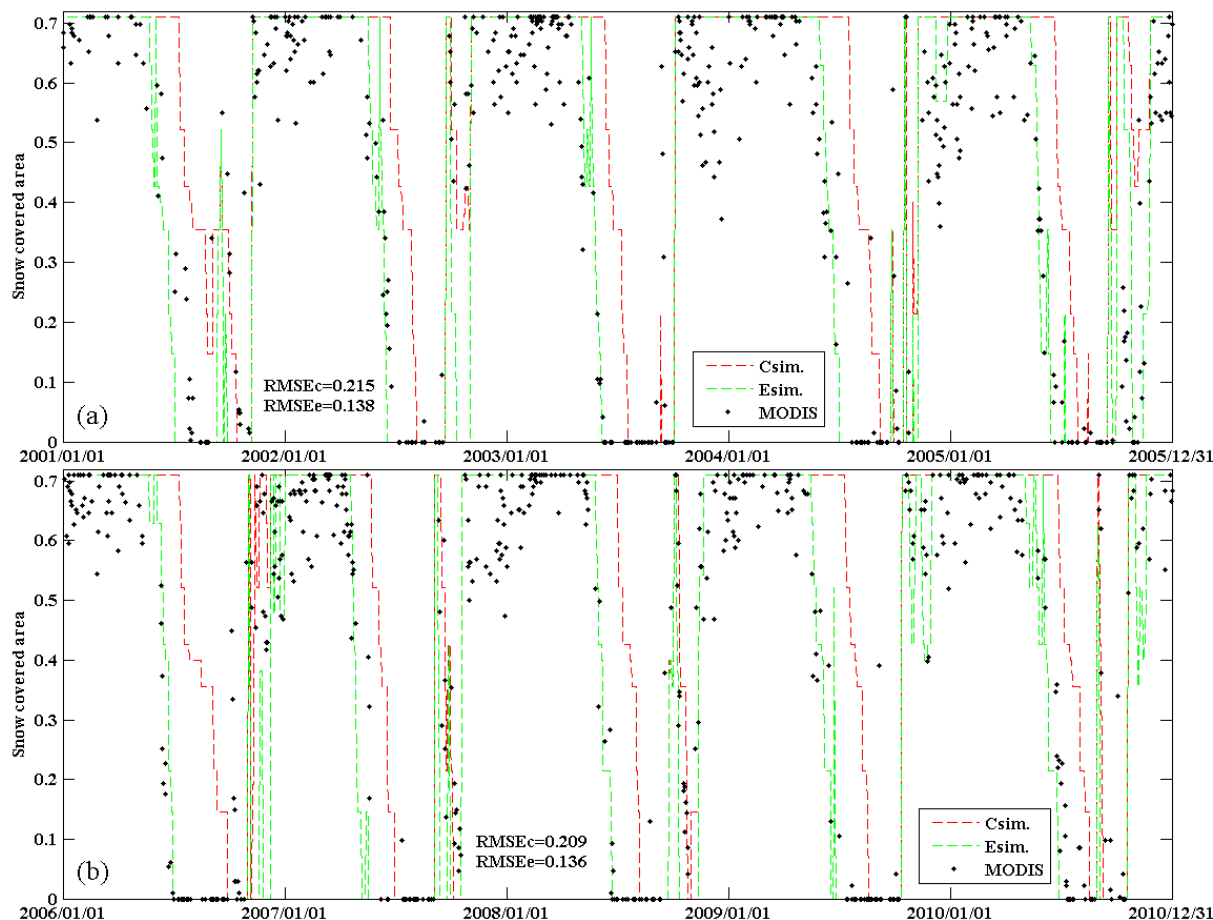 0.7
0.6
0.5
0.4
0.3
0.2
0.1
0
Snow covered area
RMSEc=0.215
RMSEe=0.138
(a)
Csim.
Esim.
MODIS
2001/01/01
2002/01/01
2003/01/01
2004/01/01
2005/01/01
2005/12/31
0.7
0.6
0.5
0.4
0.3
0.2
0.1
0
Snow covered area
RMSEc=0.209
RMSEe=0.136
(b)
Csim.
Esim.
MODIS
2006/01/01
2007/01/01
2008/01/01
2009/01/01
2010/01/01
2010/12/31